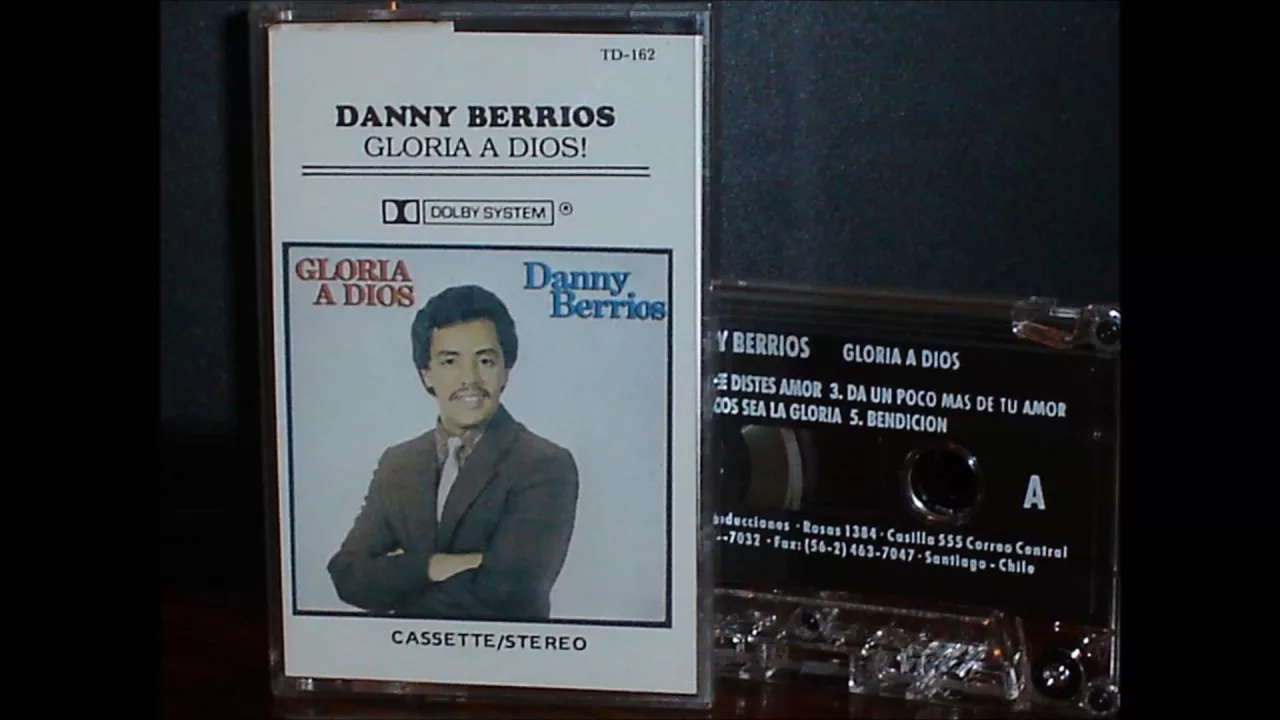 TD-162
DANNY BERRIOS
GLORIA A DIOS!
DOLBY SYSTEM ®
GLORIA
A DIOS
Danny
Berrios
CASSETTE/STEREO
Y BERRIOS GLORIA A DIOS
DISTES AMOR 3. DA UN POCO MAS DE TU AMOR
SEA LA GLORIA 5. BENDICION
A
· Rosas 1384 · Casilla 555 Correo Central
-7032 · Fax: (56-2) 463-7047 · Santiago - Chile